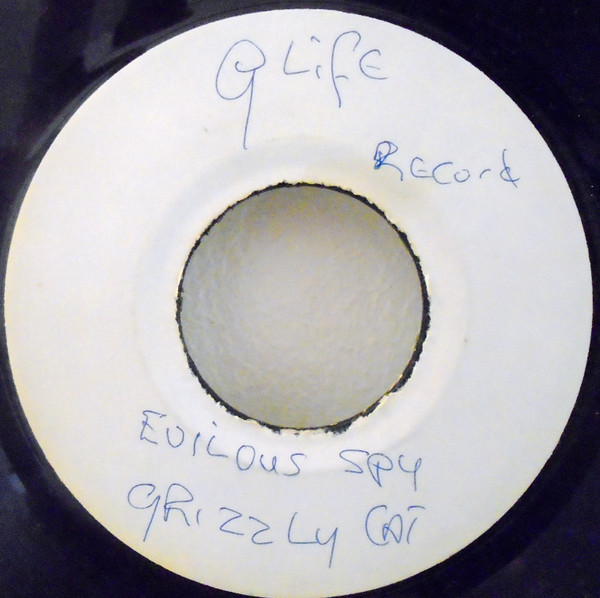 G Life
Record
EVILOUS SPY
GRIZZLY CAT